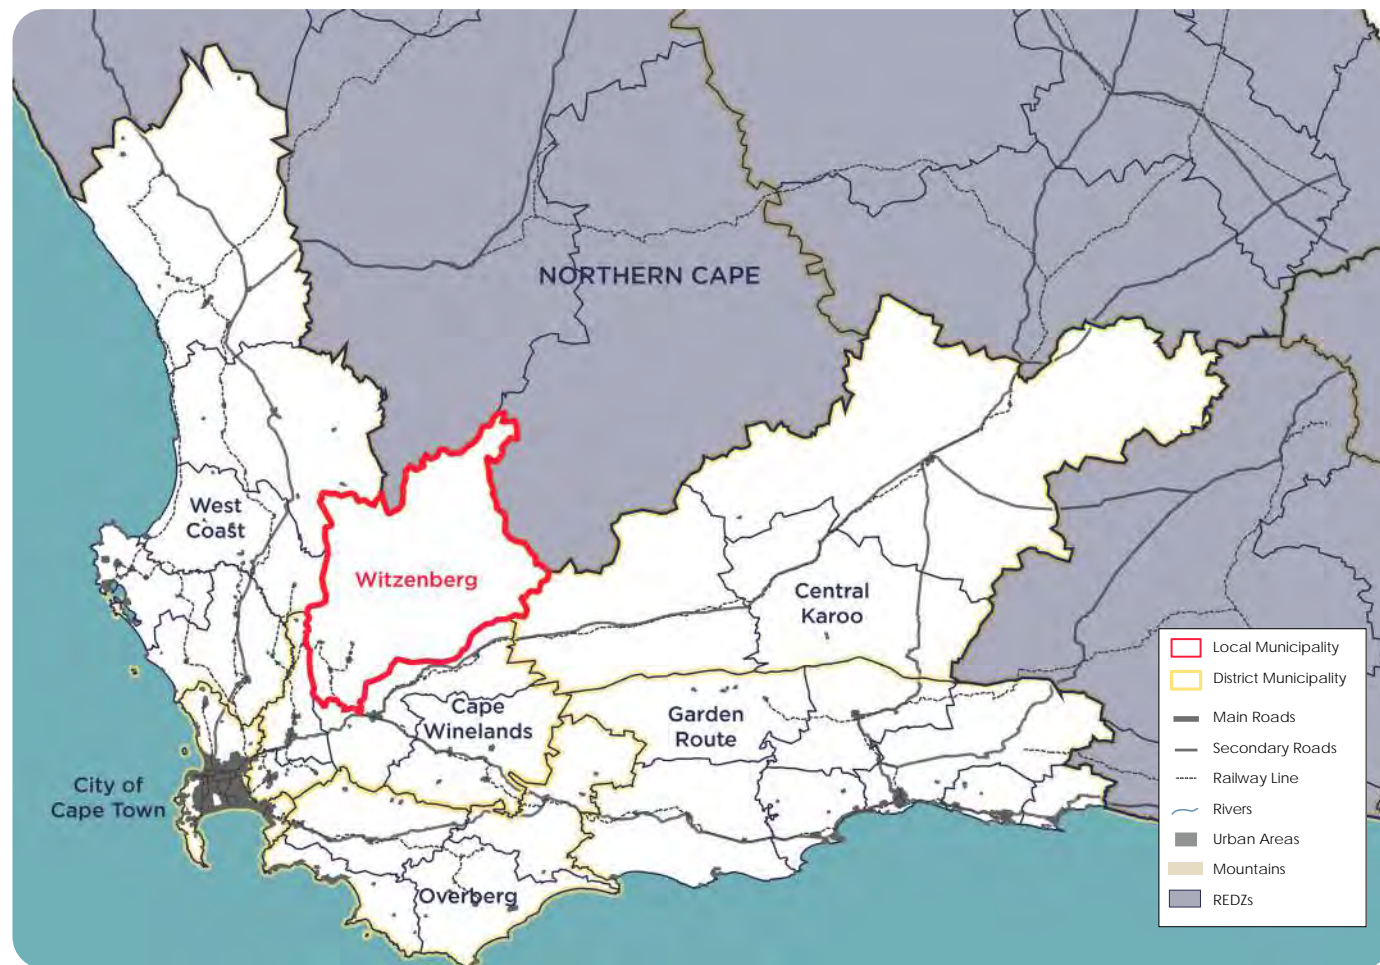 NORTHERN CAPE
West
Coast
Witzenberg
Central
Karoo
Cape
Winelands
Garden
Route
City of
Cape Town
Overberg
Local Municipality
District Municipality
Main Roads
Secondary Roads
Railway Line
Rivers
Urban Areas
Mountains
REDZs